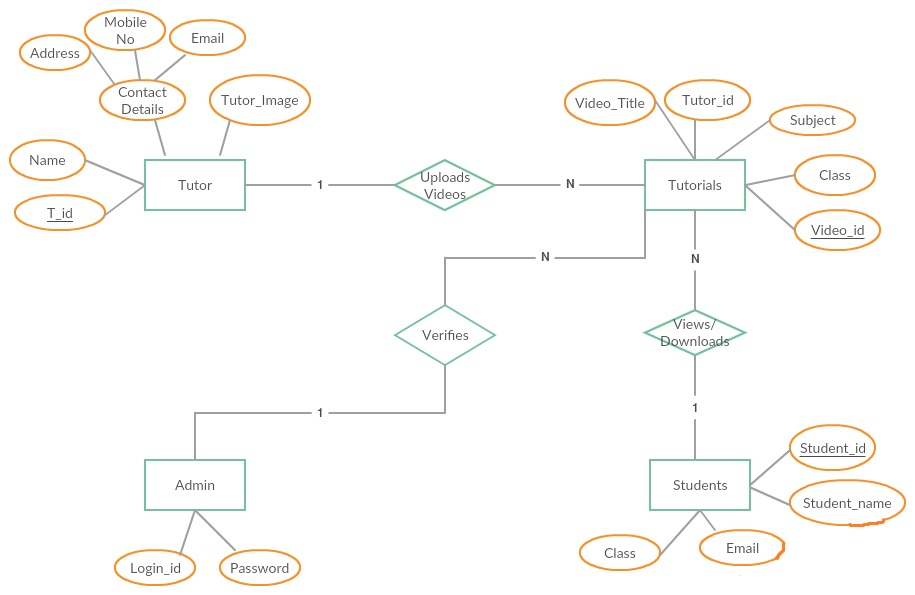 Mobile
No
Email
Address
Contact
Details
Tutor_Image
Name
T_id
Tutor
1
Uploads
Videos
N
Video_Title
Tutor_id
Subject
Tutorials
Class
Video_id
N
N
Verifies
Views/
Downloads
1
1
Admin
Login_id
Password
Students
Student_id
Student_name
Class
Email